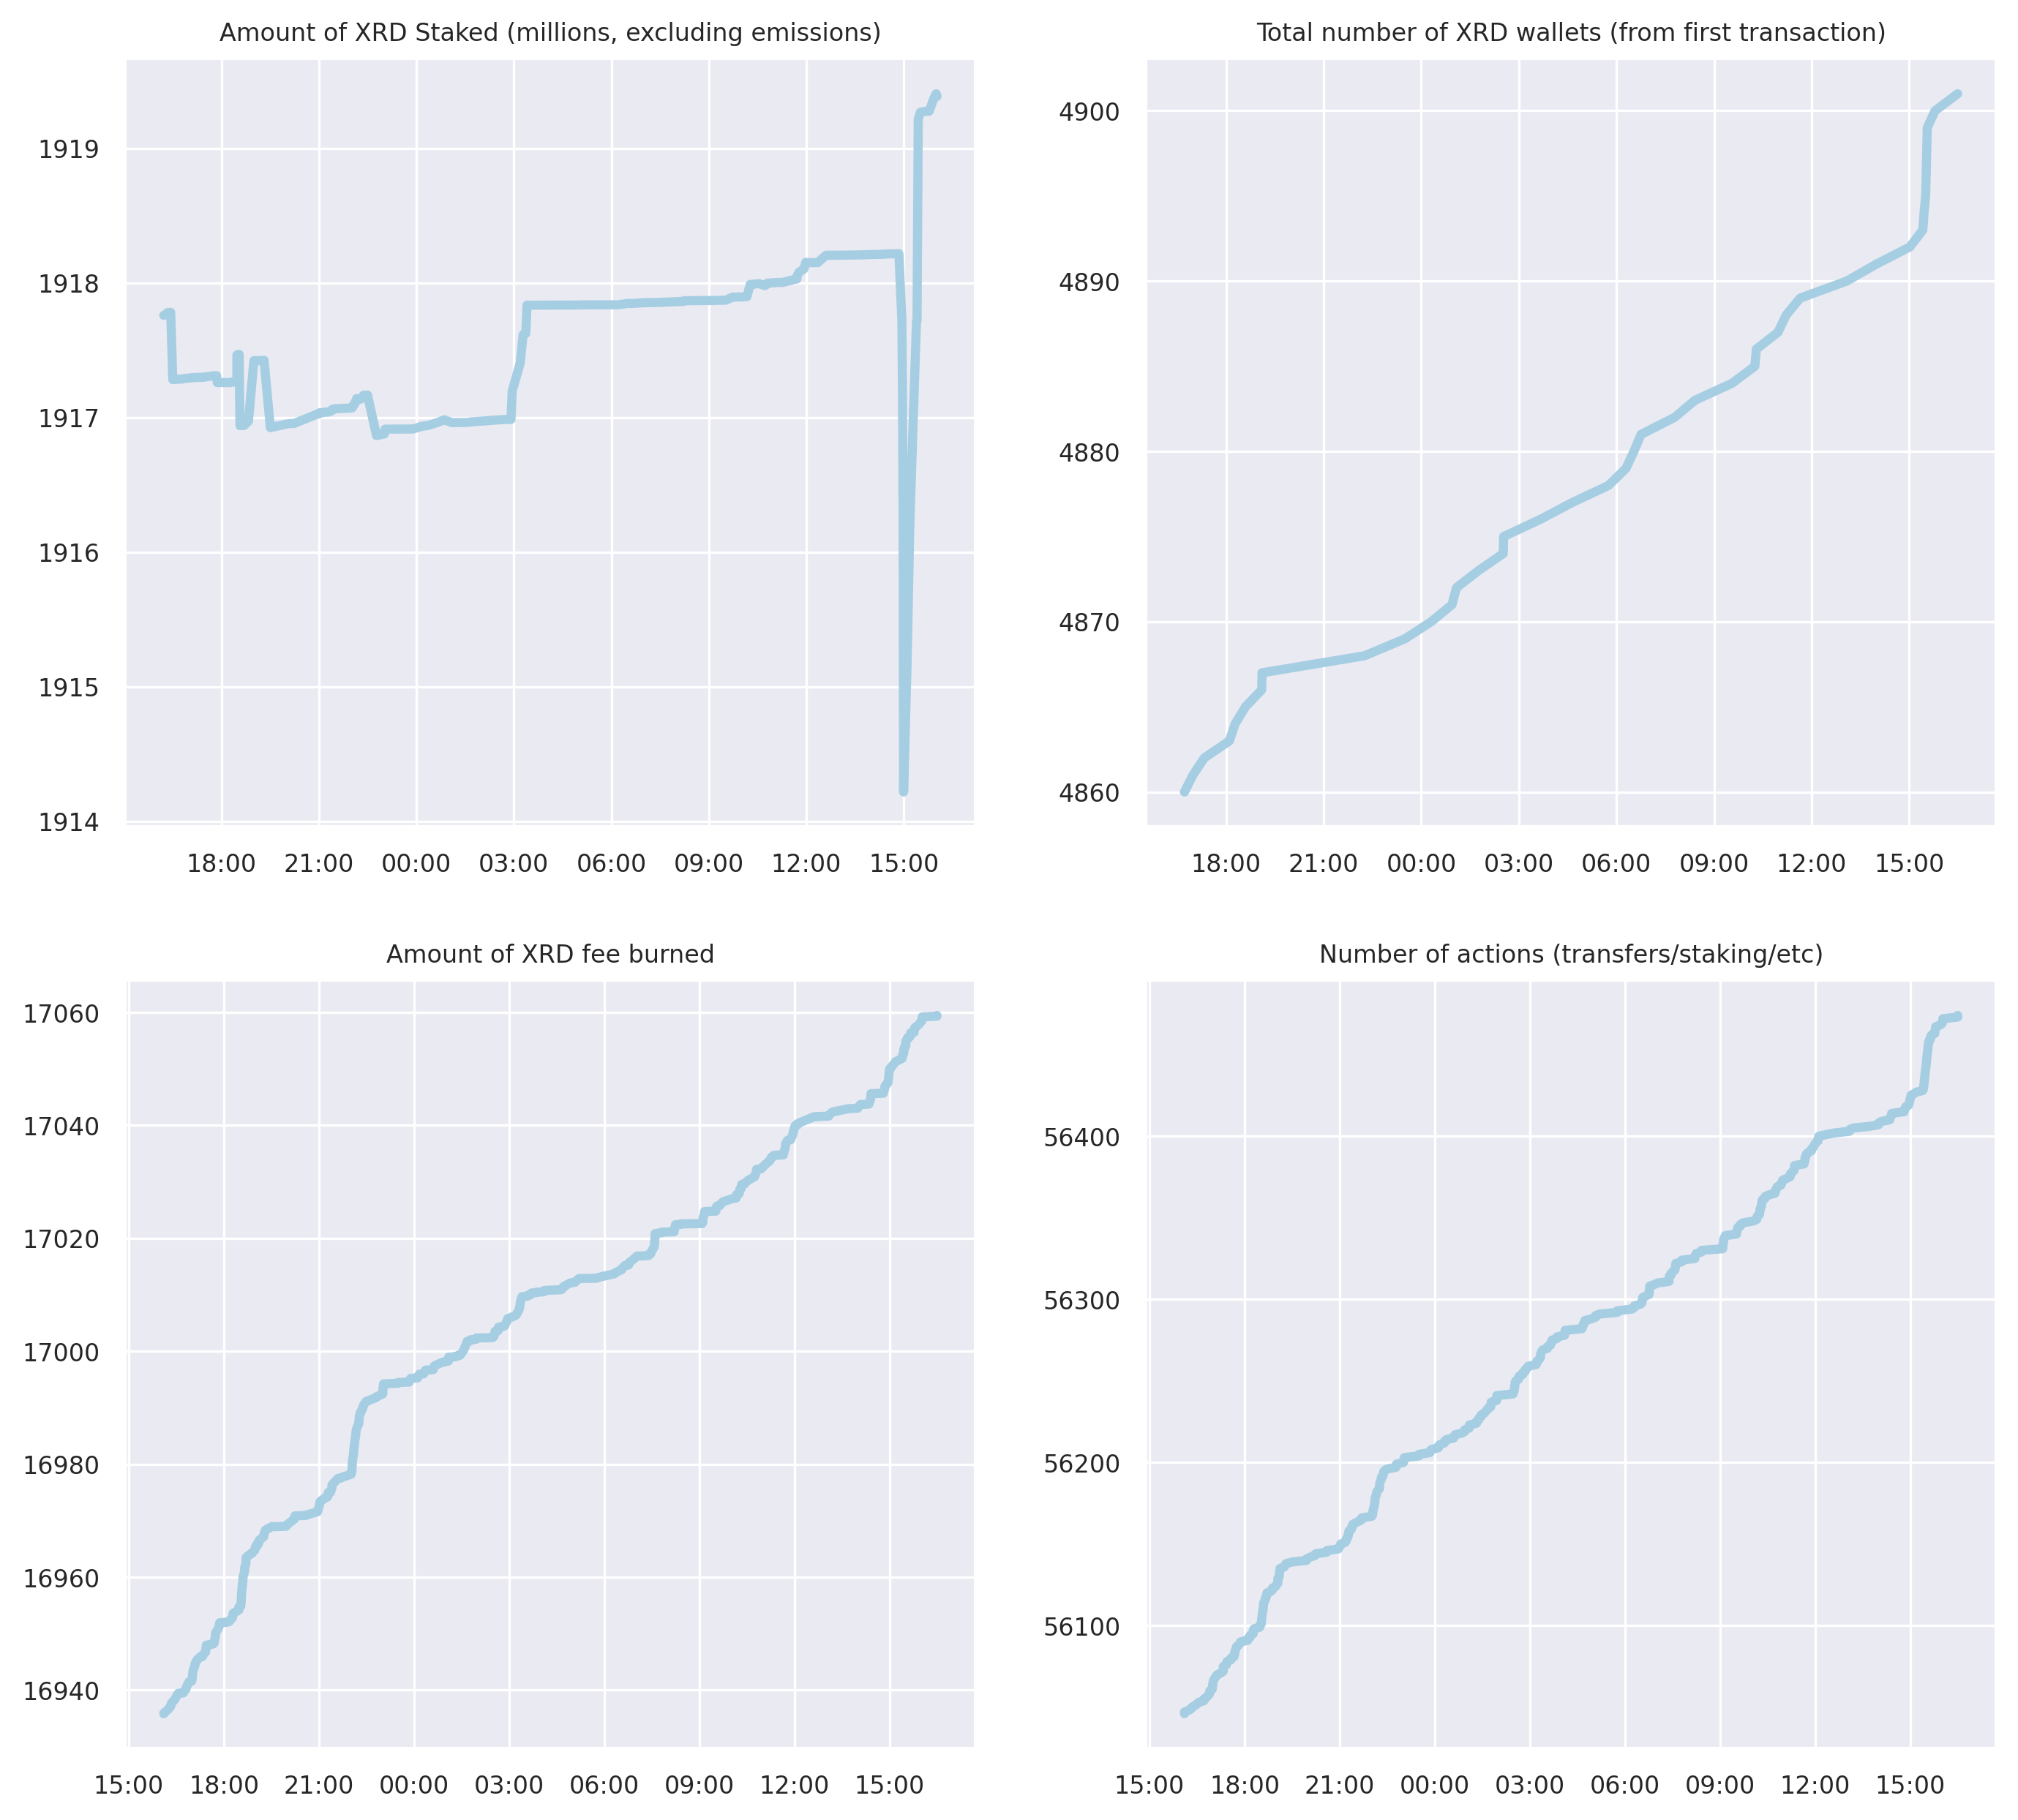 Amount of XRD Staked (millions, excluding emissions)
1919
1918
1917
1916
1915
1914
18:00 21:00 00:00 03:00 06:00 09:00 12:00 15:00
Total number of XRD wallets (from first transaction)
4900
4890
4880
4870
4860
18:00 21:00 00:00 03:00 06:00 09:00 12:00 15:00
Amount of XRD fee burned
17060
17040
17020
17000
16980
16960
16940
15:00 18:00 21:00 00:00 03:00 06:00 09:00 12:00 15:00
Number of actions (transfers/staking/etc)
56400
56300
56200
56100
15:00 18:00 21:00 00:00 03:00 06:00 09:00 12:00 15:00